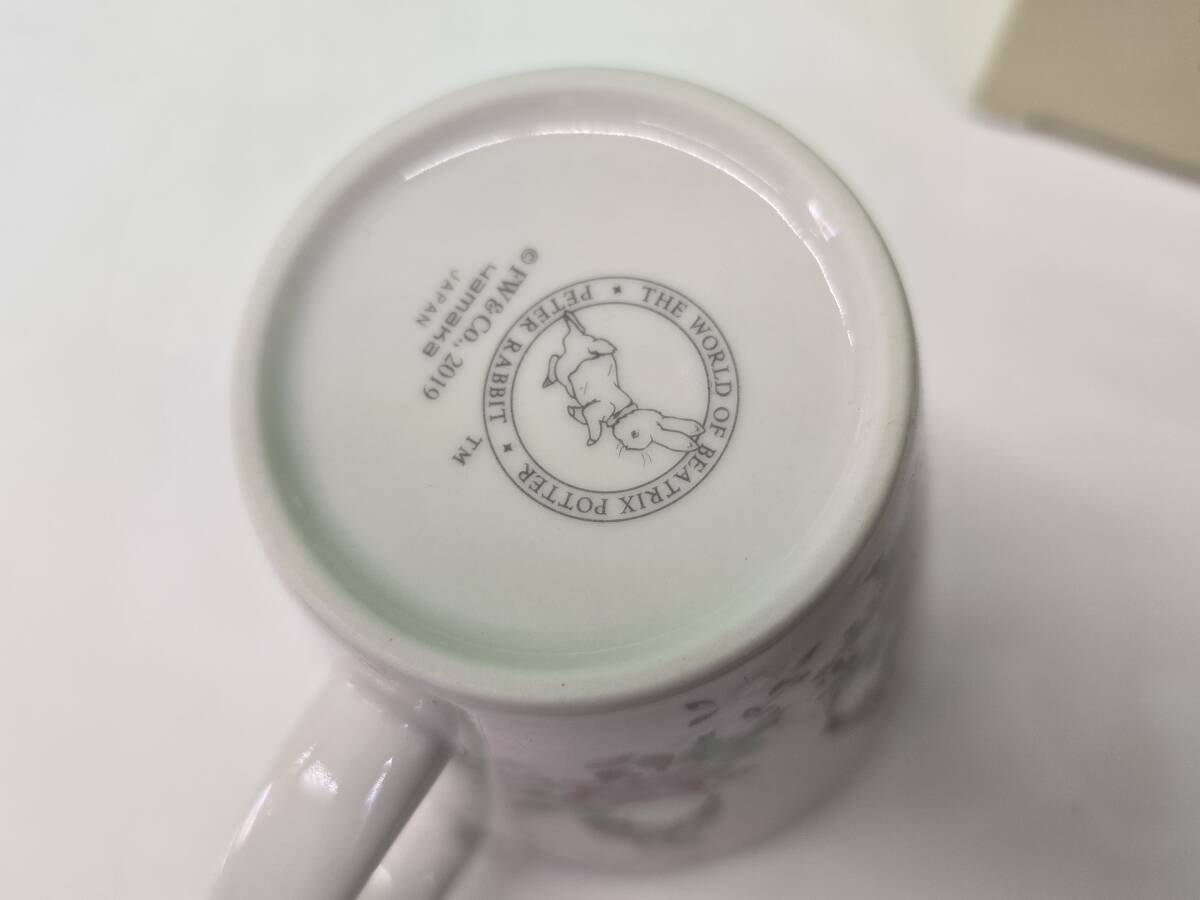 THE WORLD OF BEATRIX POTTER
PETER RABBIT
TM
© FW & Co., 2019
yamaka
JAPAN